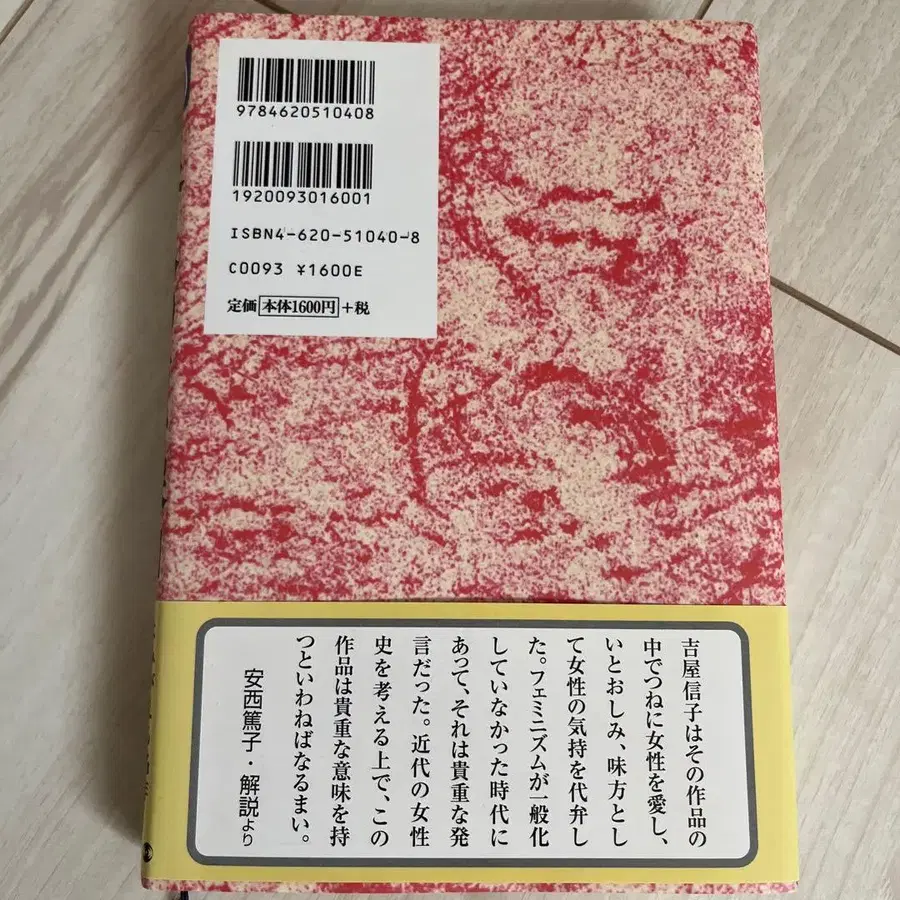 9784620510408
1920093016001
ISBN4-620-51040-8
C0093 ¥1600E
定価 本体1600円 +税
吉屋信子はその作品の
中でつねに女性を愛し、
いとおしみ、味方とし
て女性の気持を代弁し
た。フェミニズムが一般化
していなかった時代に
あって、それは貴重な発
言だった。近代の女性
史を考える上で、この
作品は貴重な意味を持
つといわねばなるまい。
安西篤子・解説より